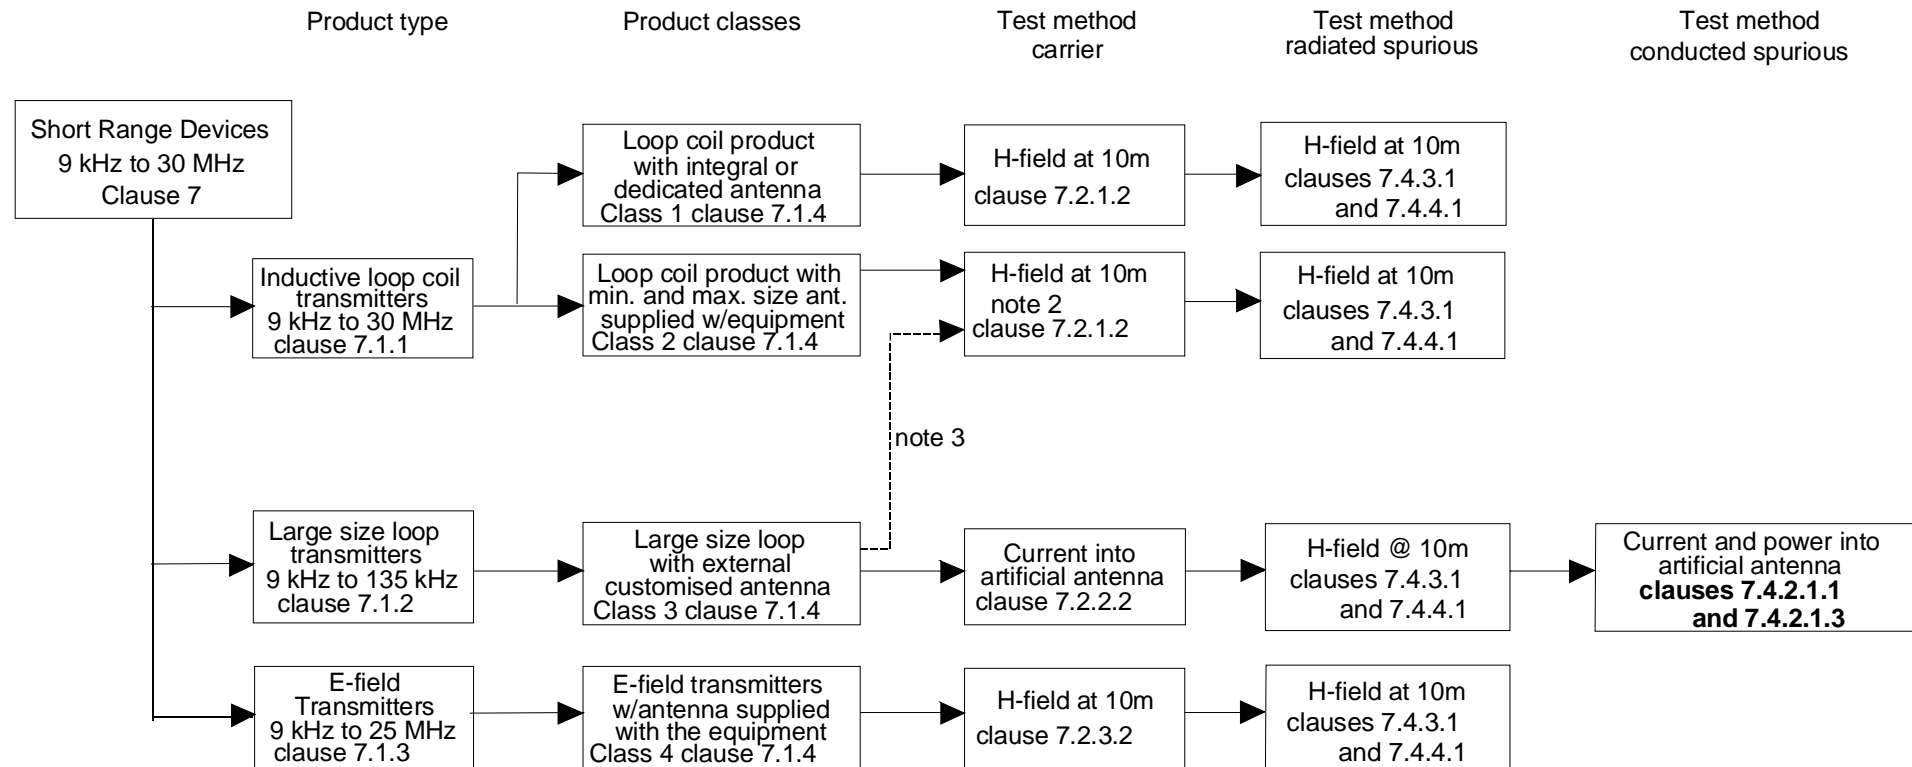 Product type
Product classes
Test method
carrier
Test method
radiated spurious
Test method
conducted spurious
Short Range Devices
9 kHz to 30 MHz
Clause 7
Loop coil product
with integral or
dedicated antenna
Class 1 clause 7.1.4
H-field at 10m
clause 7.2.1.2
H-field at 10m
clauses 7.4.3.1
and 7.4.4.1
Inductive loop coil
transmitters
9 kHz to 30 MHz
clause 7.1.1
Loop coil product with
min. and max. size ant.
supplied w/equipment
Class 2 clause 7.1.4
H-field at 10m
note 2
clause 7.2.1.2
H-field at 10m
clauses 7.4.3.1
and 7.4.4.1
note 3
Large size loop
transmitters
9 kHz to 135 kHz
clause 7.1.2
Large size loop
with external
customised antenna
Class 3 clause 7.1.4
Current into
artificial antenna
clause 7.2.2.2
H-field @ 10m
clauses 7.4.3.1
and 7.4.4.1
Current and power into
artificial antenna
clauses 7.4.2.1.1
and 7.4.2.1.3
E-field
Transmitters
9 kHz to 25 MHz
clause 7.1.3
E-field transmitters
w/antenna supplied
with the equipment
Class 4 clause 7.1.4
H-field at 10m
clause 7.2.3.2
H-field at 10m
clauses 7.4.3.1
and 7.4.4.1